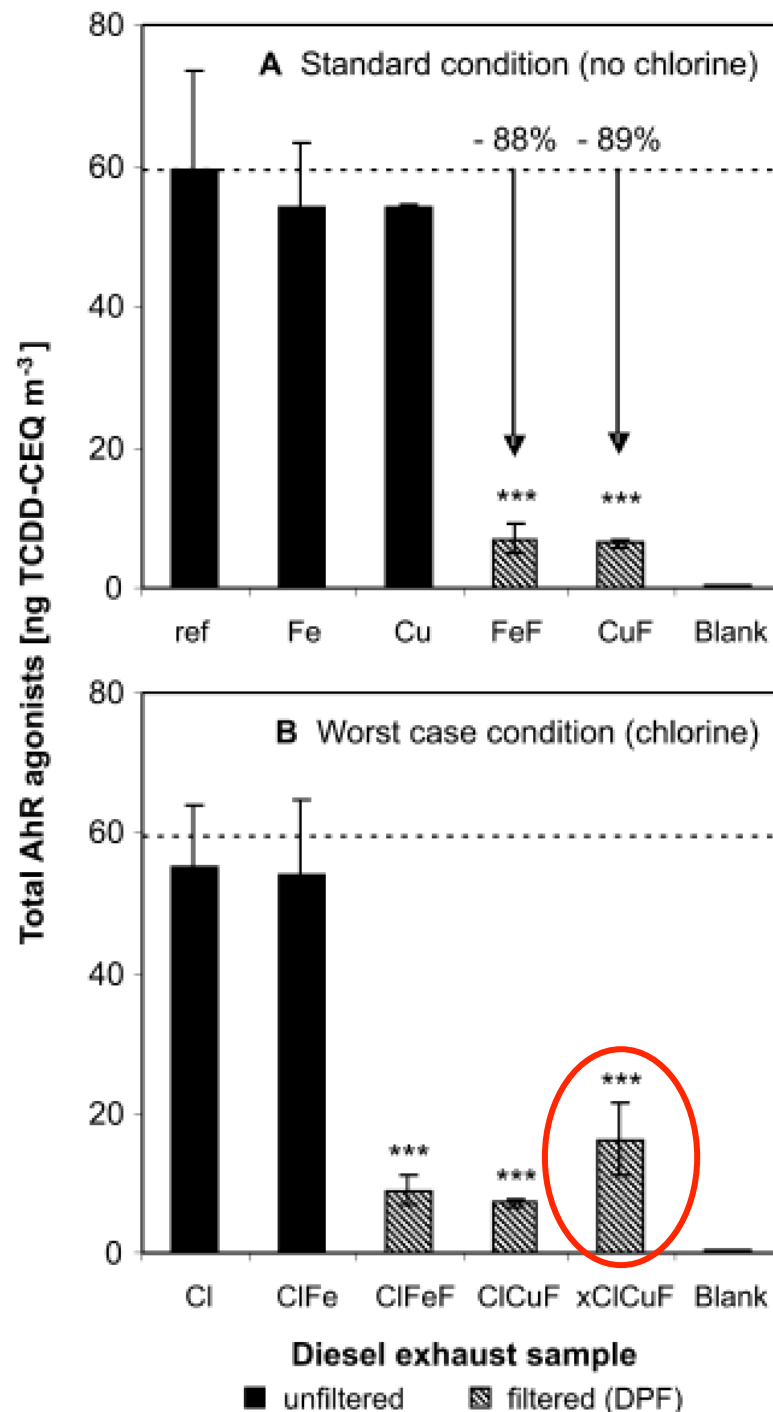 Total AhR agonists [ng TCDD-CEQ m⁻³]
80
A Standard condition (no chlorine)
- 88% - 89%
60
40
20
*** ***
0
ref Fe Cu FeF CuF Blank
80
B Worst case condition (chlorine)
60
40
20
***
*** ***
0
Cl ClFe ClFeF ClCuF xClCuF Blank
Diesel exhaust sample
unfiltered filtered (DPF)